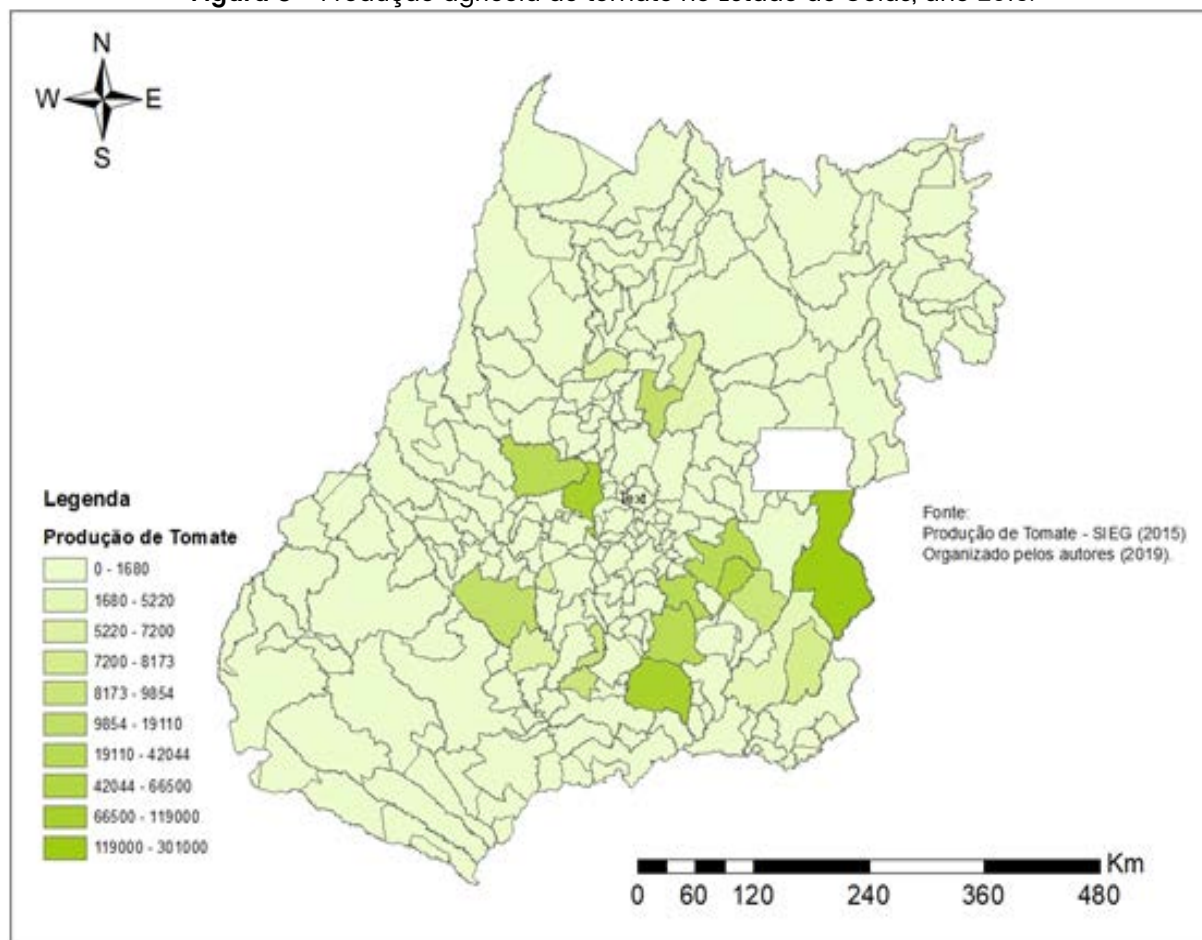 N
W E
S
Legenda
Produção de Tomate
0 - 1680
1680 - 5220
5220 - 7200
7200 - 8173
8173 - 9854
9854 - 19110
19110 - 42044
42044 - 66500
66500 - 119000
119000 - 301000
Fonte:
Produção de Tomate - SIEG (2015)
Organizado pelos autores (2019).
Km
0 60 120 240 360 480